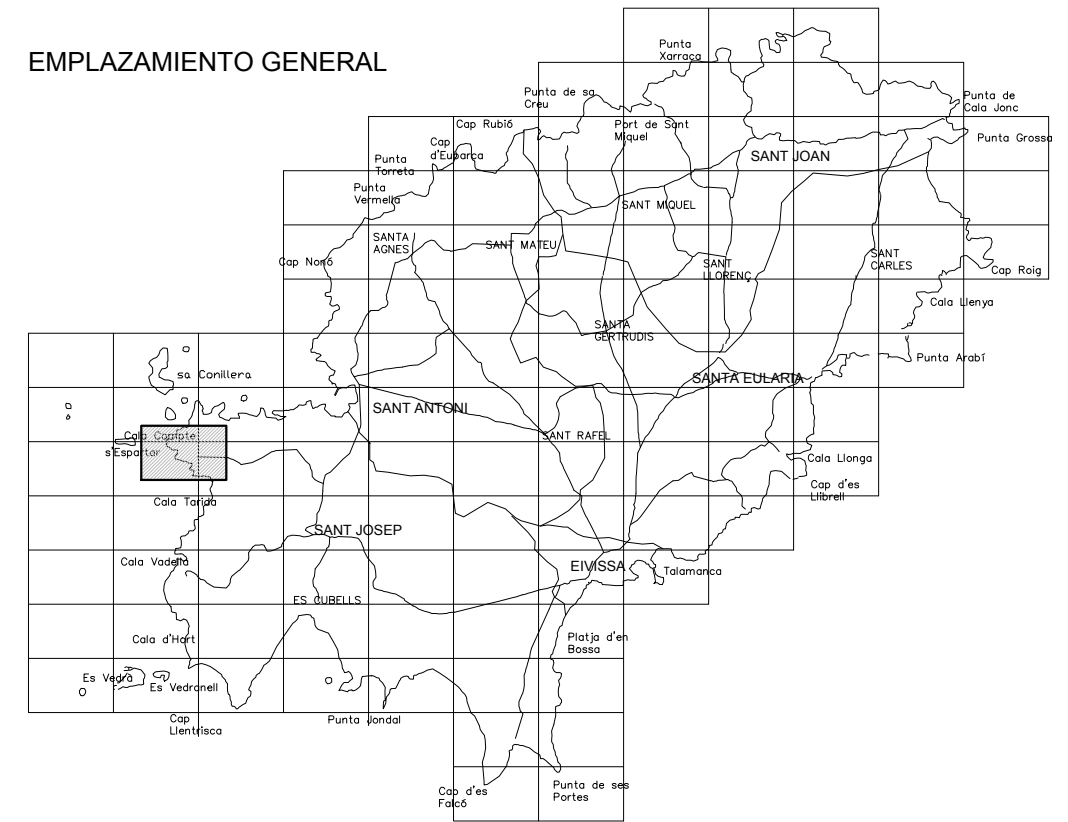 EMPLAZAMIENTO GENERAL
Punta
Xarraca
Punta de sa
Creu
Punta de
Cala Jonc
Cap Rubió
Port de Sant
Miquel
Punta Grossa
Cap
d'Eubarca
Punta
Torreta
SANT JOAN
Punta
Vermella
SANT MIQUEL
SANTA
AGNES
SANT MATEU
Cap Nonó
SANT
LLORENÇ
SANT
CARLES
Cap Roig
Cala Llenya
SANTA
GERTRUDIS
Punta Arabí
sa Conillera
SANTA EULARIA
SANT ANTONI
Cala Compte
SANT RAFEL
s'Espartar
Cala Llonga
Cap d'es
Llibrell
Cala Tarida
SANT JOSEP
Cala Vadella
EIVISSA
Talamanca
ES CUBELLS
Cala d'Hart
Platja d'en
Bossa
Es Vedrà
Es Vedranell
Cap
Llentrisca
Punta Jondal
Cap d'es
Falcó
Punta de ses
Portes